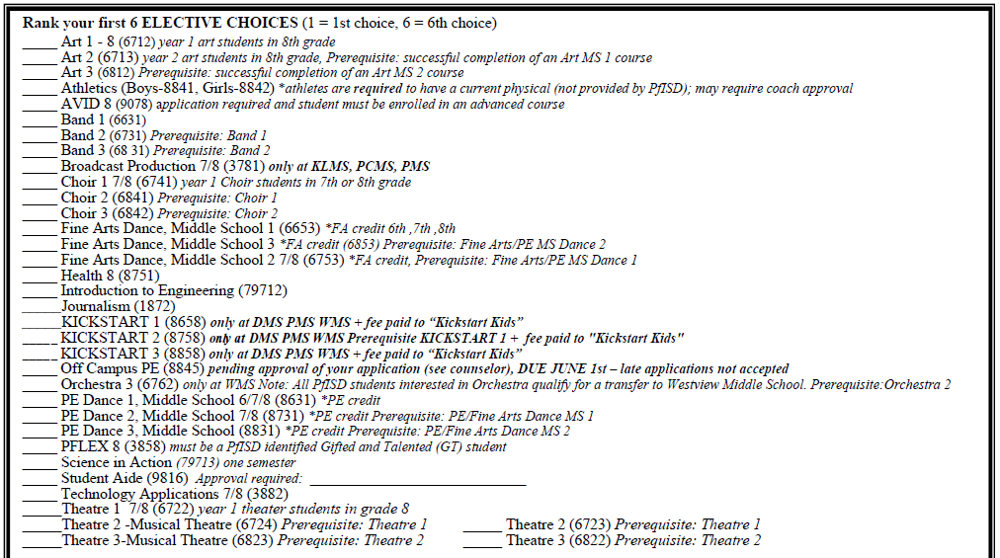 Rank your first 6 ELECTIVE CHOICES (1 = 1st choice, 6 = 6th choice)
_____ Art 1 - 8 (6712) year 1 art students in 8th grade
_____ Art 2 (6713) year 2 art students in 8th grade, Prerequisite: successful completion of an Art MS 1 course
_____ Art 3 (6812) Prerequisite: successful completion of an Art MS 2 course
_____ Athletics (Boys-8841, Girls-8842) *athletes are required to have a current physical (not provided by PfISD); may require coach approval
_____ AVID 8 (9078) application required and student must be enrolled in an advanced course
_____ Band 1 (6631)
_____ Band 2 (6731) Prerequisite: Band 1
_____ Band 3 (68 31) Prerequisite: Band 2
_____ Broadcast Production 7/8 (3781) only at KLMS, PCMS, PMS
_____ Choir 1 7/8 (6741) year 1 Choir students in 7th or 8th grade
_____ Choir 2 (6841) Prerequisite: Choir 1
_____ Choir 3 (6842) Prerequisite: Choir 2
_____ Fine Arts Dance, Middle School 1 (6653) *FA credit 6th ,7th ,8th
_____ Fine Arts Dance, Middle School 3 *FA credit (6853) Prerequisite: Fine Arts/PE MS Dance 2
_____ Fine Arts Dance, Middle School 2 7/8 (6753) *FA credit, Prerequisite: Fine Arts/PE MS Dance 1
_____ Health 8 (8751)
_____ Introduction to Engineering (79712)
_____Journalism (1872)
_____KICKSTART 1 (8658) only at DMS PMS WMS + fee paid to “Kickstart Kids”
_____KICKSTART 2 (8758) only at DMS PMS WMS Prerequisite KICKSTART 1 + fee paid to "Kickstart Kids"
_____KICKSTART 3 (8858) only at DMS PMS WMS + fee paid to “Kickstart Kids”
_____ Off Campus PE (8845) pending approval of your application (see counselor), DUE JUNE 1st – late applications not accepted
_____ Orchestra 3 (6762) only at WMS Note: All PfISD students interested in Orchestra qualify for a transfer to Westview Middle School. Prerequisite:Orchestra 2
_____ PE Dance 1, Middle School 6/7/8 (8631) *PE credit
_____ PE Dance 2, Middle School 7/8 (8731) *PE credit Prerequisite: PE/Fine Arts Dance MS 1
_____ PE Dance 3, Middle School (8831) *PE credit Prerequisite: PE/Fine Arts Dance MS 2
_____ PFLEX 8 (3858) must be a PfISD identified Gifted and Talented (GT) student
_____ Science in Action (79713) one semester
_____ Student Aide (9816) Approval required: ______________________________
_____ Technology Applications 7/8 (3882)
_____Theatre 1 7/8 (6722) year 1 theater students in grade 8
_____Theatre 2 -Musical Theatre (6724) Prerequisite: Theatre 1 _____ Theatre 2 (6723) Prerequisite: Theatre 1
_____Theatre 3-Musical Theatre (6823) Prerequisite: Theatre 2 _____ Theatre 3 (6822) Prerequisite: Theatre 2